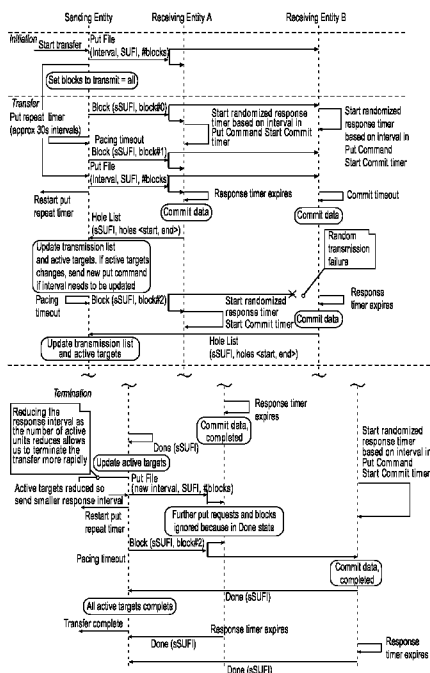 Sending Entity Receiving Entity A Receiving Entity B
Initiation
Start transfer
Put File
(Interval, SUFI, #blocks)
Set blocks to transmit = all
Transfer
Put repeat timer
(approx 30s intervals)
Block (sSUFI, block#0)
Start randomized response
timer based on interval in
Put Command Start Commit
timer
Start randomized
response timer
based on interval in
Put Command
Start Commit timer
Pacing timeout
Block (sSUFI, block#1)
Put File
(Interval, SUFI, #blocks)
Restart put
repeat timer
Response timer expires
Commit timeout
Commit data
Commit data
Hole List
(sSUFI, holes <start, end>)
Random
transmission
failure
Update transmission list
and active targets. If active targets
changes, send new put command
if interval needs to be updated
Pacing
timeout
Block (sSUFI, block#2)
Start randomized
response timer
Start Commit timer
Response
timer expires
Commit data
Update transmission list
and active targets
Hole List
(sSUFI, holes <start, end>)
Termination
Reducing the
response interval as
the number of active
units reduces allows
us to terminate the
transfer more rapidly
Response timer
expires
Commit data,
completed
Done (sSUFI)
Update active targets
Start randomized
response timer
based on interval in
Put Command
Start Commit timer
Put File
(new interval, SUFI, #blocks)
Active targets reduced so
send smaller response interval
Restart put
repeat timer
Further put requests and blocks
ignored because in Done state
Block (sSUFI, block#2)
Pacing timeout
Commit data,
completed
Done (sSUFI)
All active targets complete
Transfer complete
Response timer expires
Done (sSUFI)
Response
timer expires
Done (sSUFI)